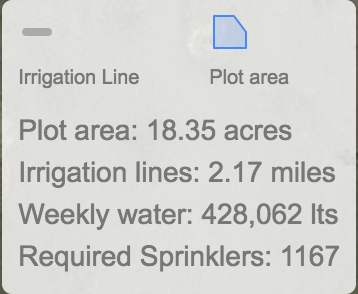 Irrigation Line Plot area
Plot area: 18.35 acres
Irrigation lines: 2.17 miles
Weekly water: 428,062 lts
Required Sprinklers: 1167